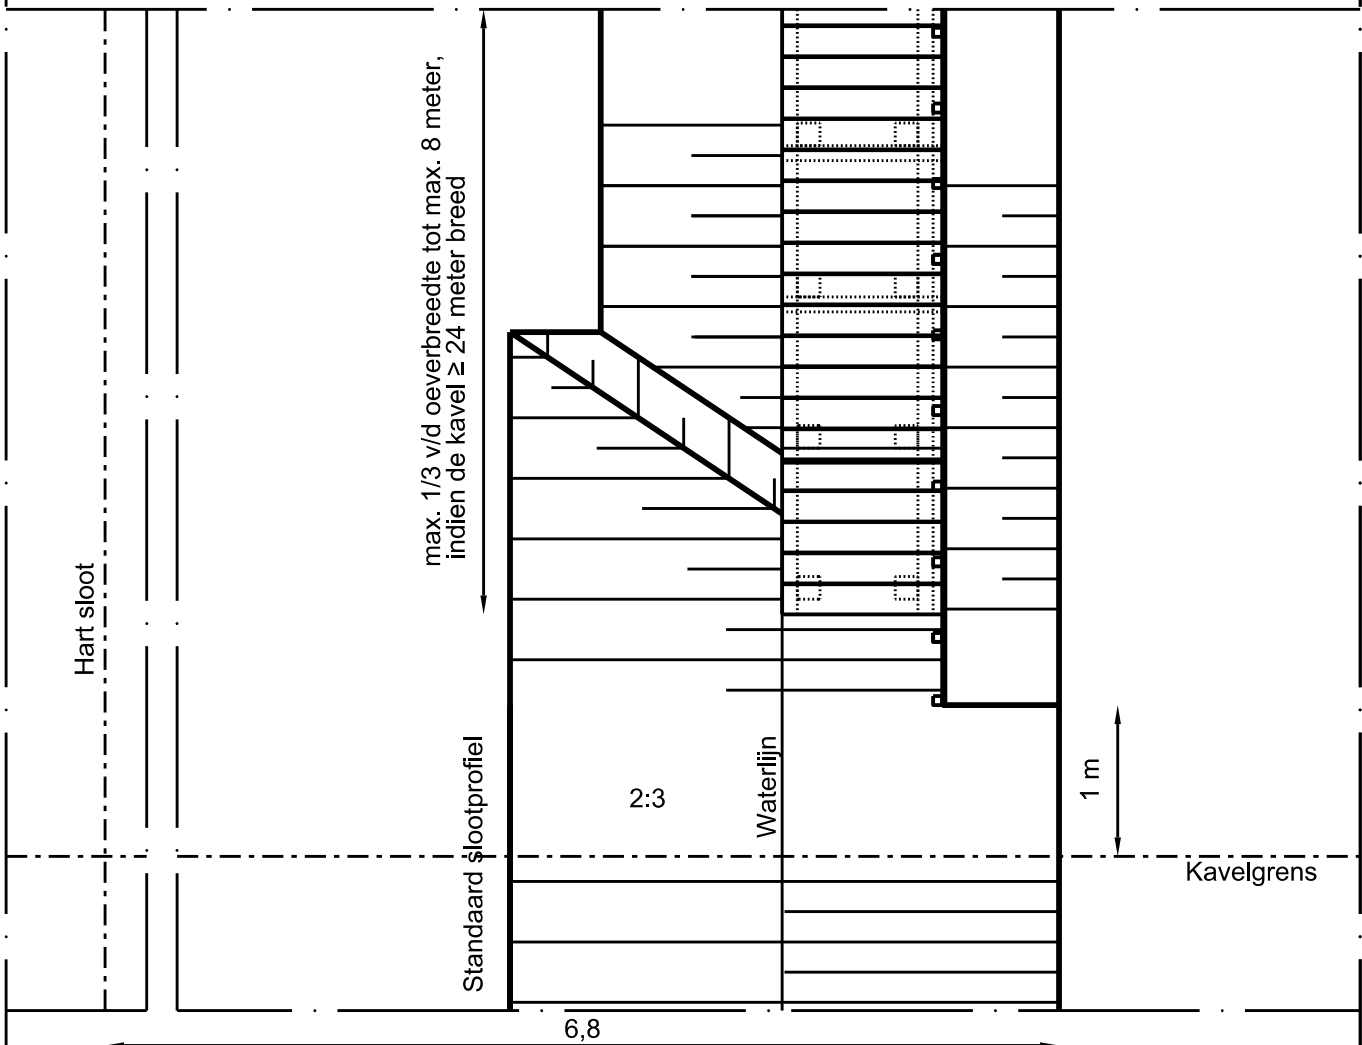 max. 1/3 v/d oeverbreedte tot max. 8 meter,
indien de kavel ≥ 24 meter breed
Hart sloot
Standaard slootprofiel
2:3
Waterlijn
1 m
Kavelgrens
6,8